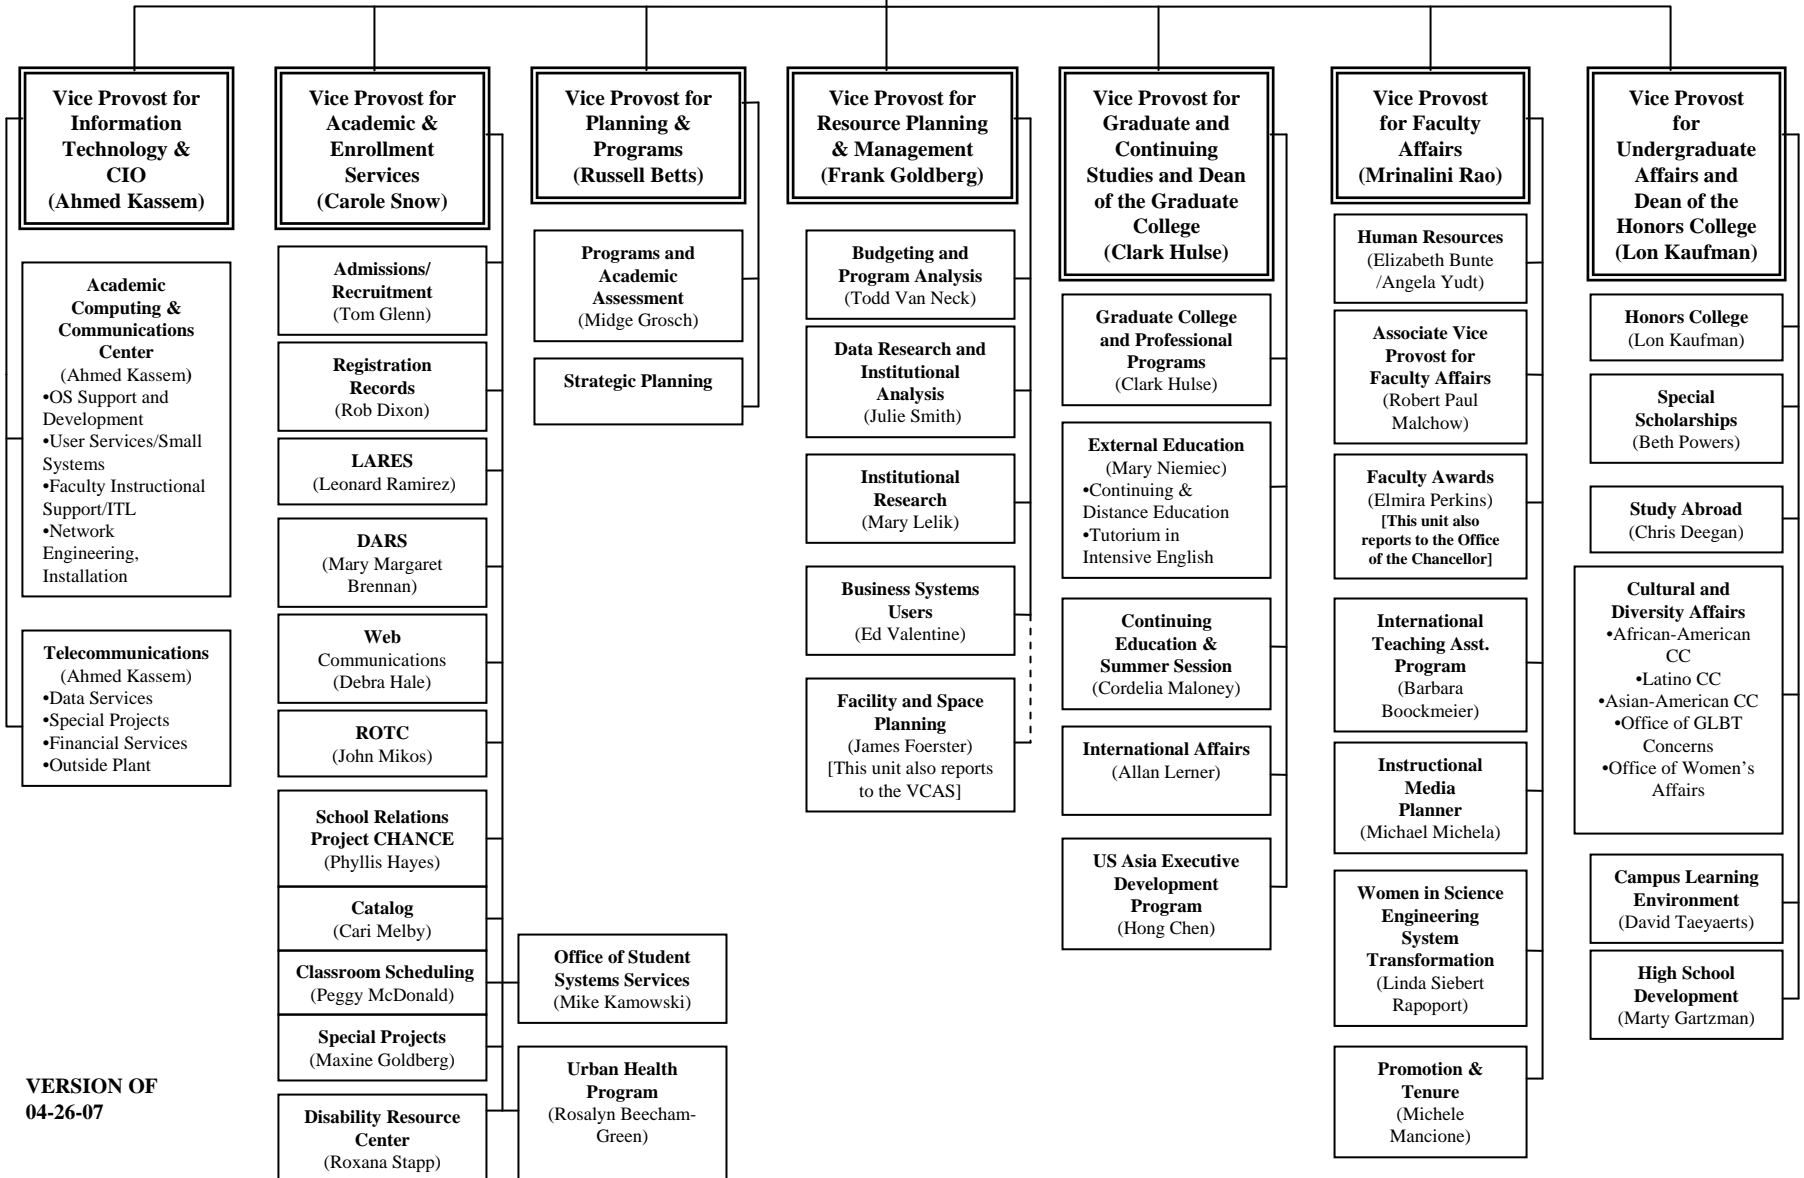 Vice Provost for
Information
Technology &
CIO
(Ahmed Kassem)
Academic
Computing &
Communications
Center
(Ahmed Kassem)
•OS Support and
Development
•User Services/Small
Systems
•Faculty Instructional
Support/ITL
•Network
Engineering,
Installation
Telecommunications
(Ahmed Kassem)
•Data Services
•Special Projects
•Financial Services
•Outside Plant
Vice Provost for
Academic &
Enrollment
Services
(Carole Snow)
Admissions/
Recruitment
(Tom Glenn)
Registration
Records
(Rob Dixon)
LARES
(Leonard Ramirez)
DARS
(Mary Margaret
Brennan)
Web
Communications
(Debra Hale)
ROTC
(John Mikos)
School Relations
Project CHANCE
(Phyllis Hayes)
Catalog
(Cari Melby)
Classroom Scheduling
(Peggy McDonald)
Special Projects
(Maxine Goldberg)
Disability Resource
Center
(Roxana Stapp)
Office of Student
Systems Services
(Mike Kamowski)
Urban Health
Program
(Rosalyn Beecham-
Green)
Vice Provost for
Planning &
Programs
(Russell Betts)
Programs and
Academic
Assessment
(Midge Grosch)
Strategic Planning
Vice Provost for
Resource Planning
& Management
(Frank Goldberg)
Budgeting and
Program Analysis
(Todd Van Neck)
Data Research and
Institutional
Analysis
(Julie Smith)
Institutional
Research
(Mary Lelik)
Business Systems
Users
(Ed Valentine)
Facility and Space
Planning
(James Foerster)
[This unit also reports
to the VCAS]
Vice Provost for
Graduate and
Continuing
Studies and Dean
of the Graduate
College
(Clark Hulse)
Graduate College
and Professional
Programs
(Clark Hulse)
External Education
(Mary Niemiec)
•Continuing &
Distance Education
•Tutorium in
Intensive English
Continuing
Education &
Summer Session
(Cordelia Maloney)
International Affairs
(Allan Lerner)
US Asia Executive
Development
Program
(Hong Chen)
Vice Provost
for Faculty
Affairs
(Mrinalini Rao)
Human Resources
(Elizabeth Bunte
/Angela Yudt)
Associate Vice
Provost for
Faculty Affairs
(Robert Paul
Malchow)
Faculty Awards
(Elmira Perkins)
[This unit also
reports to the Office
of the Chancellor]
International
Teaching Asst.
Program
(Barbara
Boockmeier)
Instructional
Media
Planner
(Michael Michela)
Women in Science
Engineering
System
Transformation
(Linda Siebert
Rapoport)
Promotion &
Tenure
(Michele
Mancione)
Vice Provost
for
Undergraduate
Affairs and
Dean of the
Honors College
(Lon Kaufman)
Honors College
(Lon Kaufman)
Special
Scholarships
(Beth Powers)
Study Abroad
(Chris Deegan)
Cultural and
Diversity Affairs
•African-American
CC
•Latino CC
•Asian-American CC
•Office of GLBT
Concerns
•Office of Women’s
Affairs
Campus Learning
Environment
(David Taeyaerts)
High School
Development
(Marty Gartzman)
VERSION OF
04-26-07